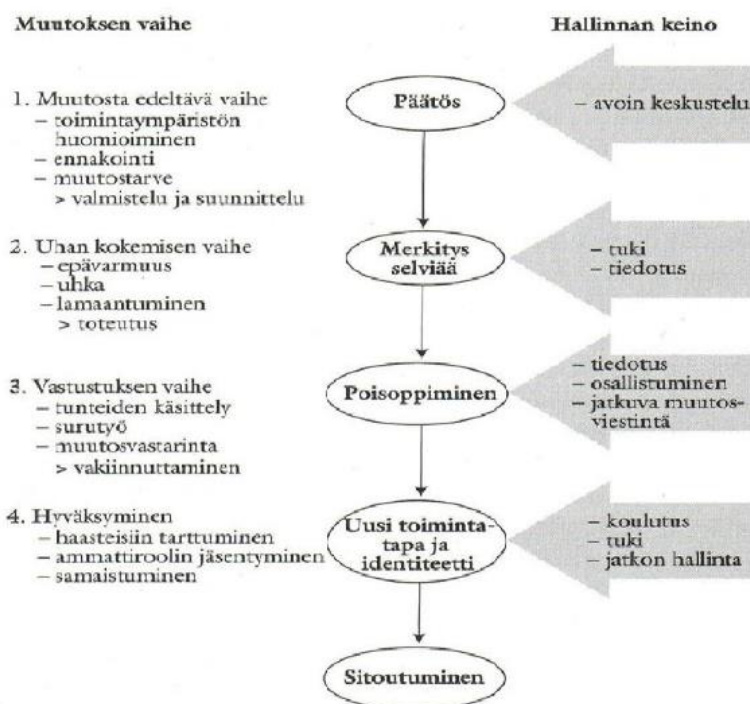 Muutoksen vaihe
Hallinnan keino
1. Muutosta edeltävä vaihe
– toimintaympäristön
huomioiminen
– ennakointi
– muutostarve
> valmistelu ja suunnittelu
Päätös
– avoin keskustelu
2. Uhan kokemisen vaihe
– epävarmuus
– uhka
– lamaantuminen
> toteutus
Merkitys
selviää
– tuki
– tiedotus
3. Vastustuksen vaihe
– tunteiden käsittely
– surutyö
– muutosvastarinta
> vakiinnuttaminen
Poisoppiminen
– tiedotus
– osallistuminen
– jatkuva muutos-
viestintä
4. Hyväksyminen
– haasteisiin tarttuminen
– ammattiroolin jäsentyminen
– samaistuminen
Uusi toiminta-
tapa ja
identiteetti
– koulutus
– tuki
– jatkon hallinta
Sitoutuminen